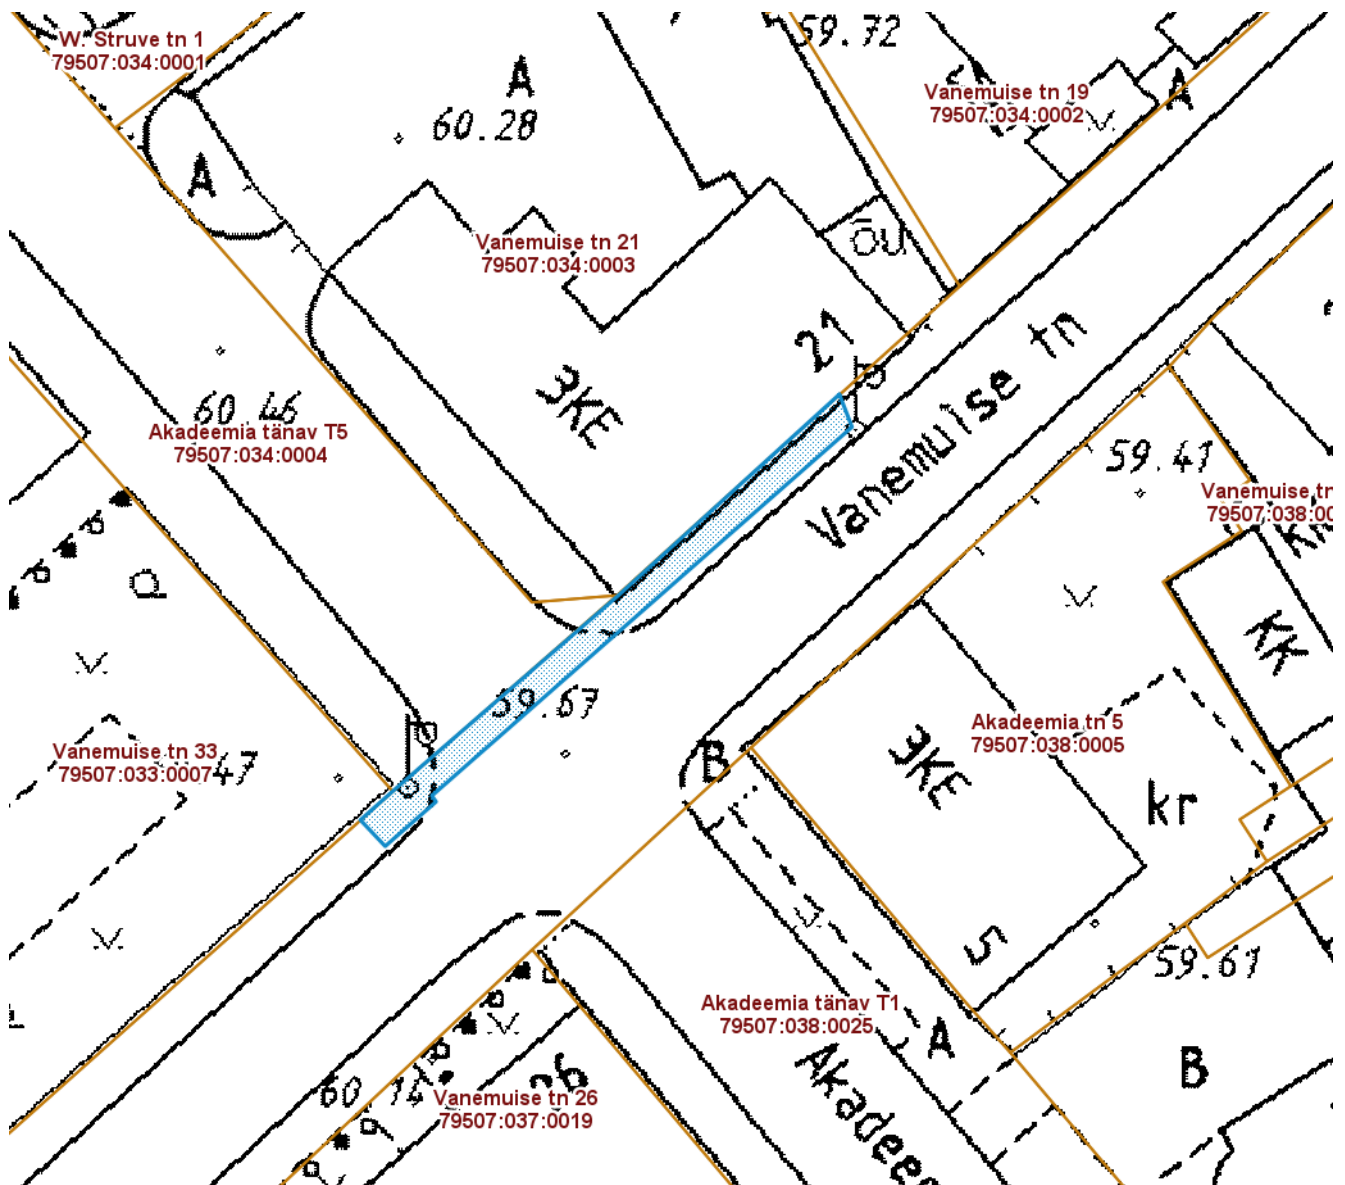 W. Struve tn 1
79507:034:0001
A
60.28
59.72
Vanemuise tn 19
79507:034:0002
A
A
Vanemuise tn 21
79507:034:0003
ÕU
21
Vanemuise tn
3KE
60.46
Akadeemia tänav T5
79507:034:0004
59.41
Vanemuise tn
79507:038:00
KK
59.67
B
3KE
Akadeemia tn 5
79507:038:0005
kr
Vanemuise tn 33
79507:033:0007
47
5
59.61
Akadeemia tänav T1
79507:038:0025
A
B
Akadee
60.14
Vanemuise tn 26
79507:037:0019